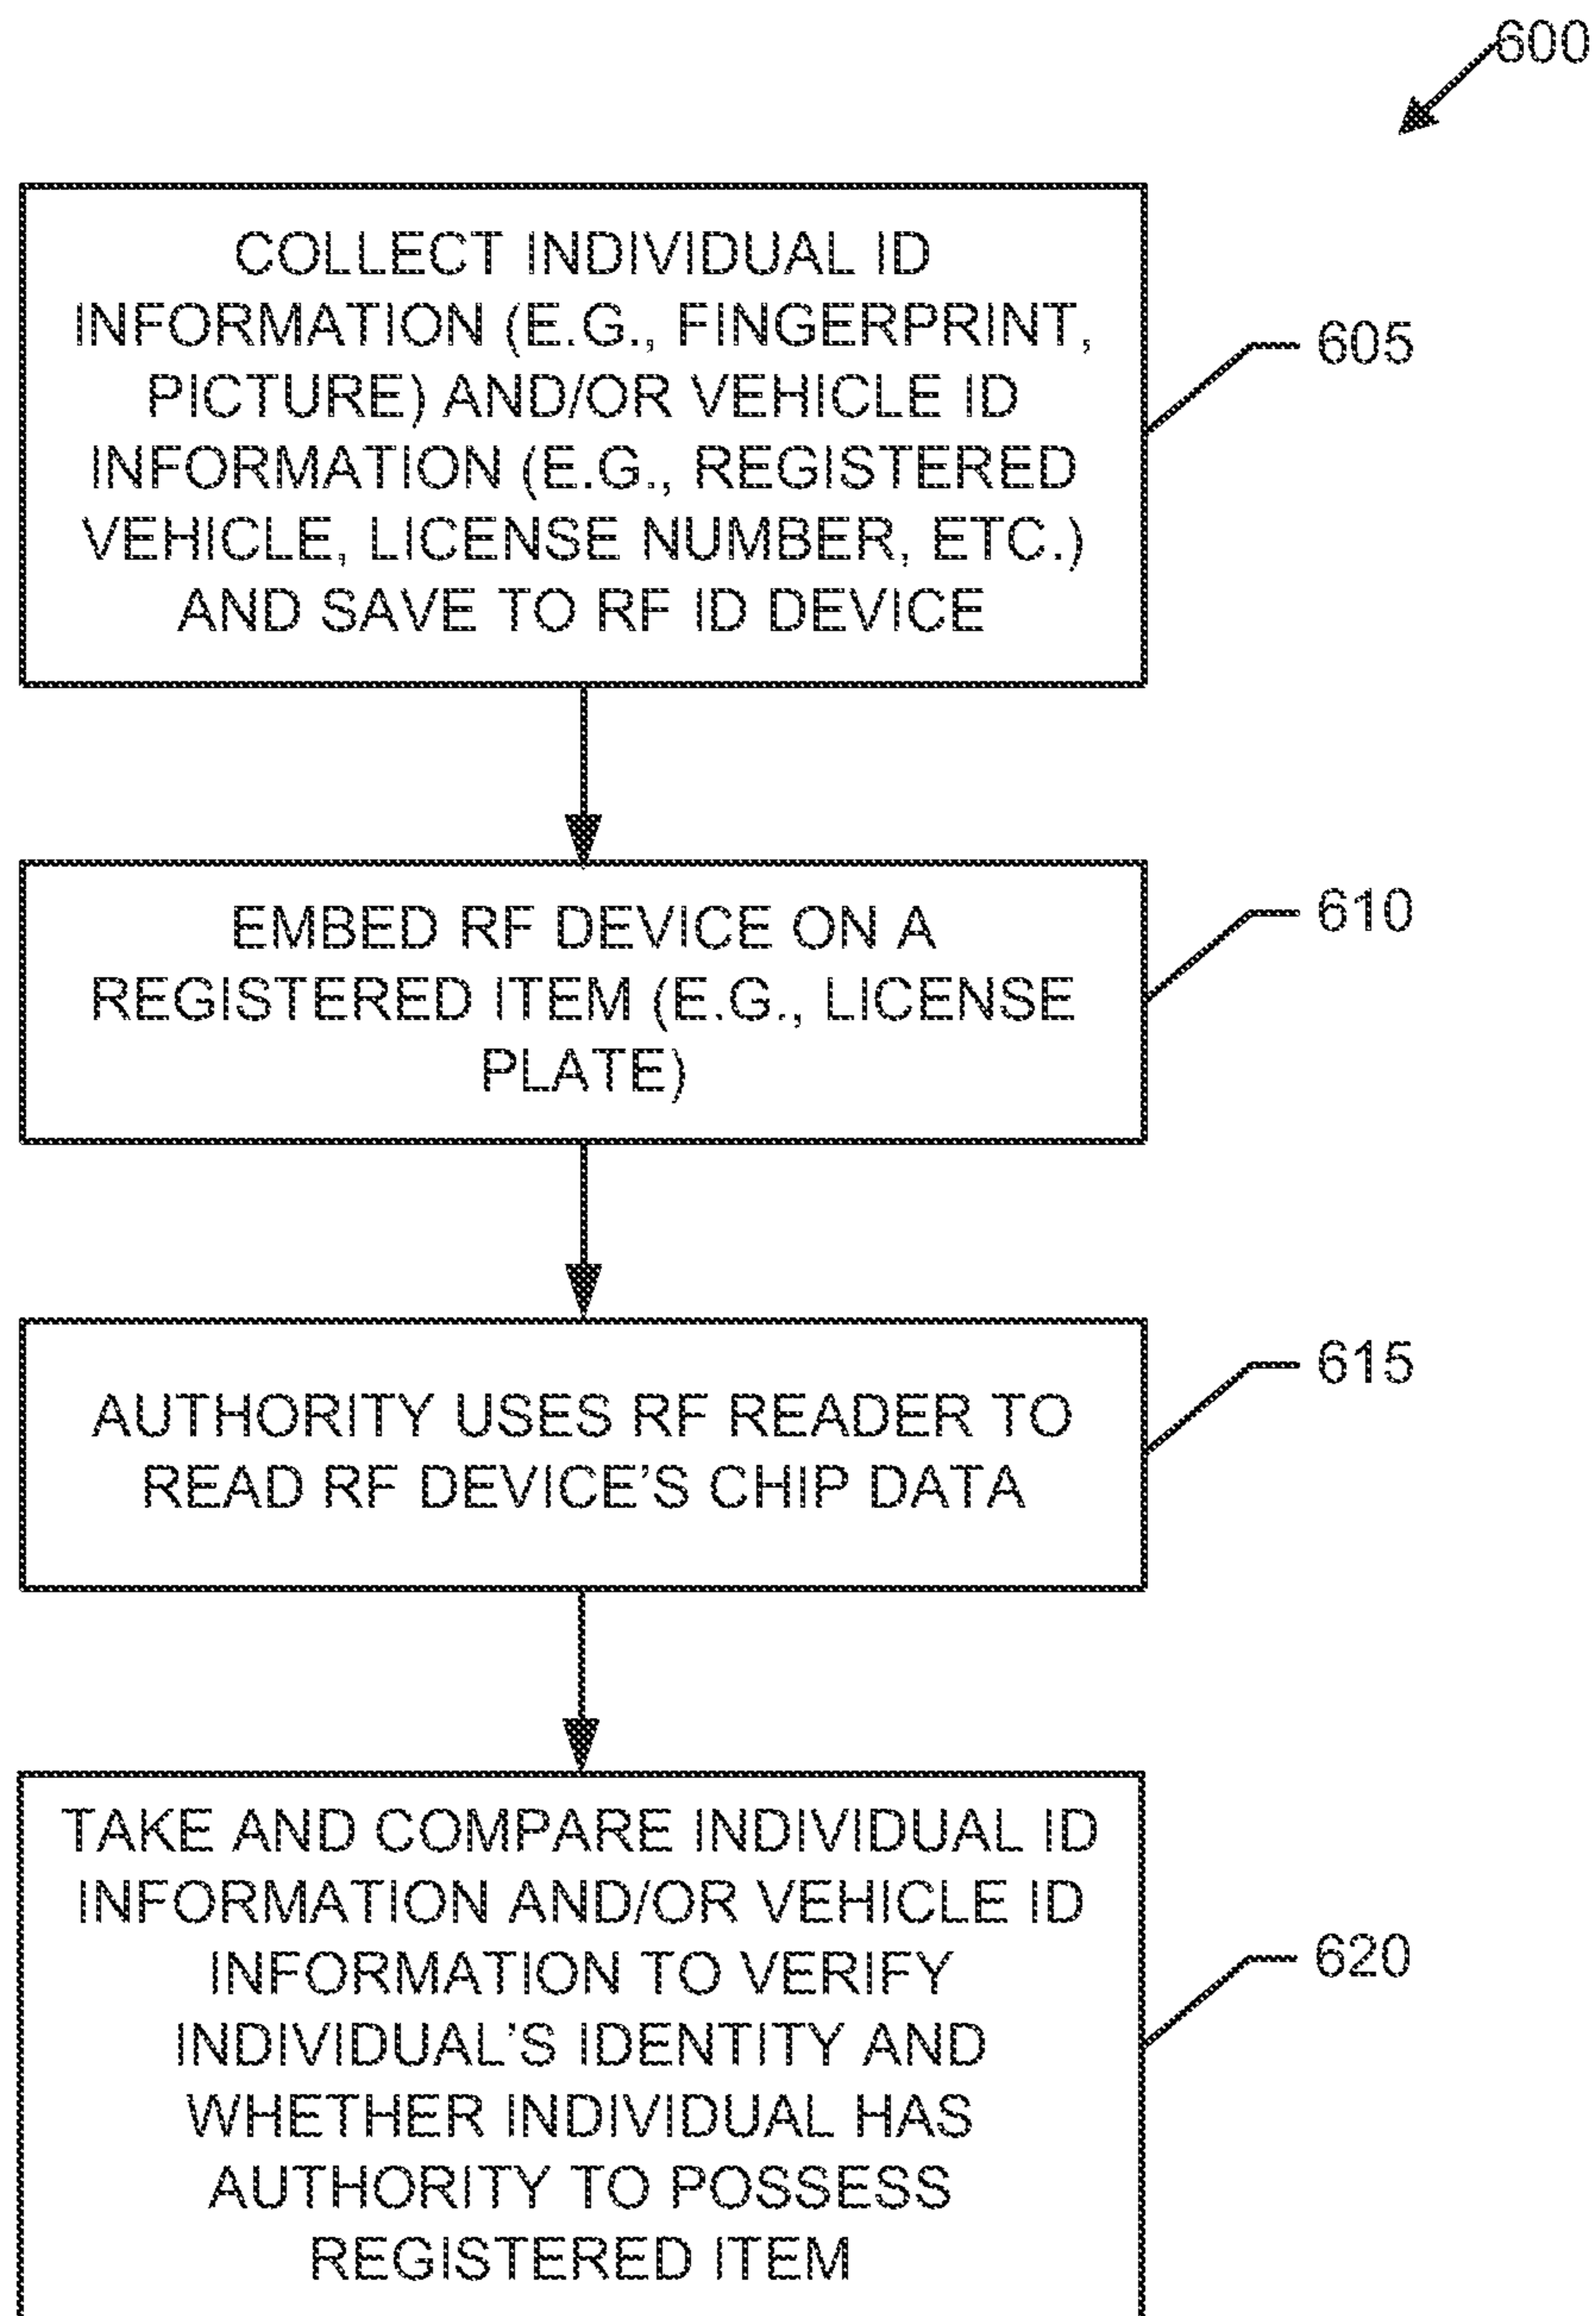 600
COLLECT INDIVIDUAL ID
INFORMATION (E.G., FINGERPRINT,
PICTURE) AND/OR VEHICLE ID
INFORMATION (E.G., REGISTERED
VEHICLE, LICENSE NUMBER, ETC.)
AND SAVE TO RF ID DEVICE
605
EMBED RF DEVICE ON A
REGISTERED ITEM (E.G., LICENSE
PLATE)
610
AUTHORITY USES RF READER TO
READ RF DEVICE'S CHIP DATA
615
TAKE AND COMPARE INDIVIDUAL ID
INFORMATION AND/OR VEHICLE ID
INFORMATION TO VERIFY
INDIVIDUAL'S IDENTITY AND
WHETHER INDIVIDUAL HAS
AUTHORITY TO POSSESS
REGISTERED ITEM
620